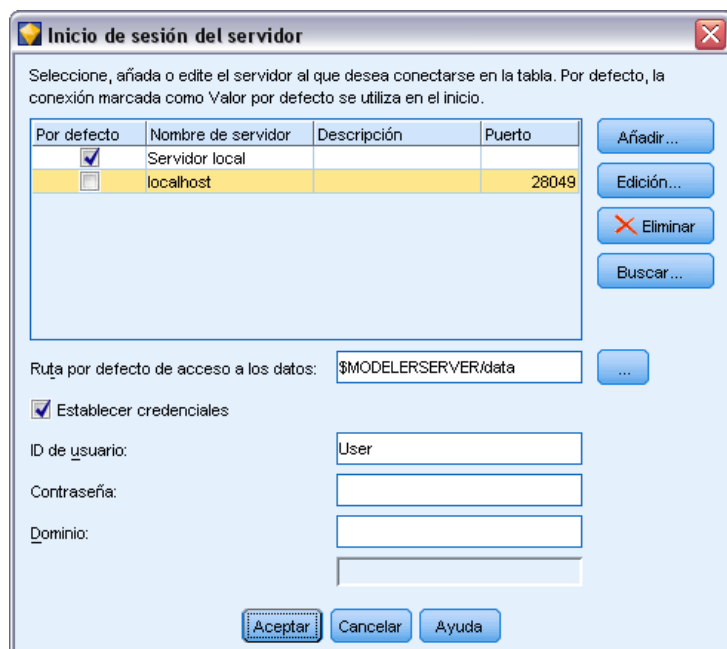 Inicio de sesión del servidor
Seleccione, añada o edite el servidor al que desea conectarse en la tabla. Por defecto, la
conexión marcada como Valor por defecto se utiliza en el inicio.
Por defecto Nombre de servidor Descripción Puerto
Servidor local
localhost 28049
Añadir...
Edición...
Eliminar
Buscar...
Ruta por defecto de acceso a los datos: $MODELERSERVER/data ...
Establecer credenciales
ID de usuario: User
Contraseña:
Dominio:
Aceptar Cancelar Ayuda